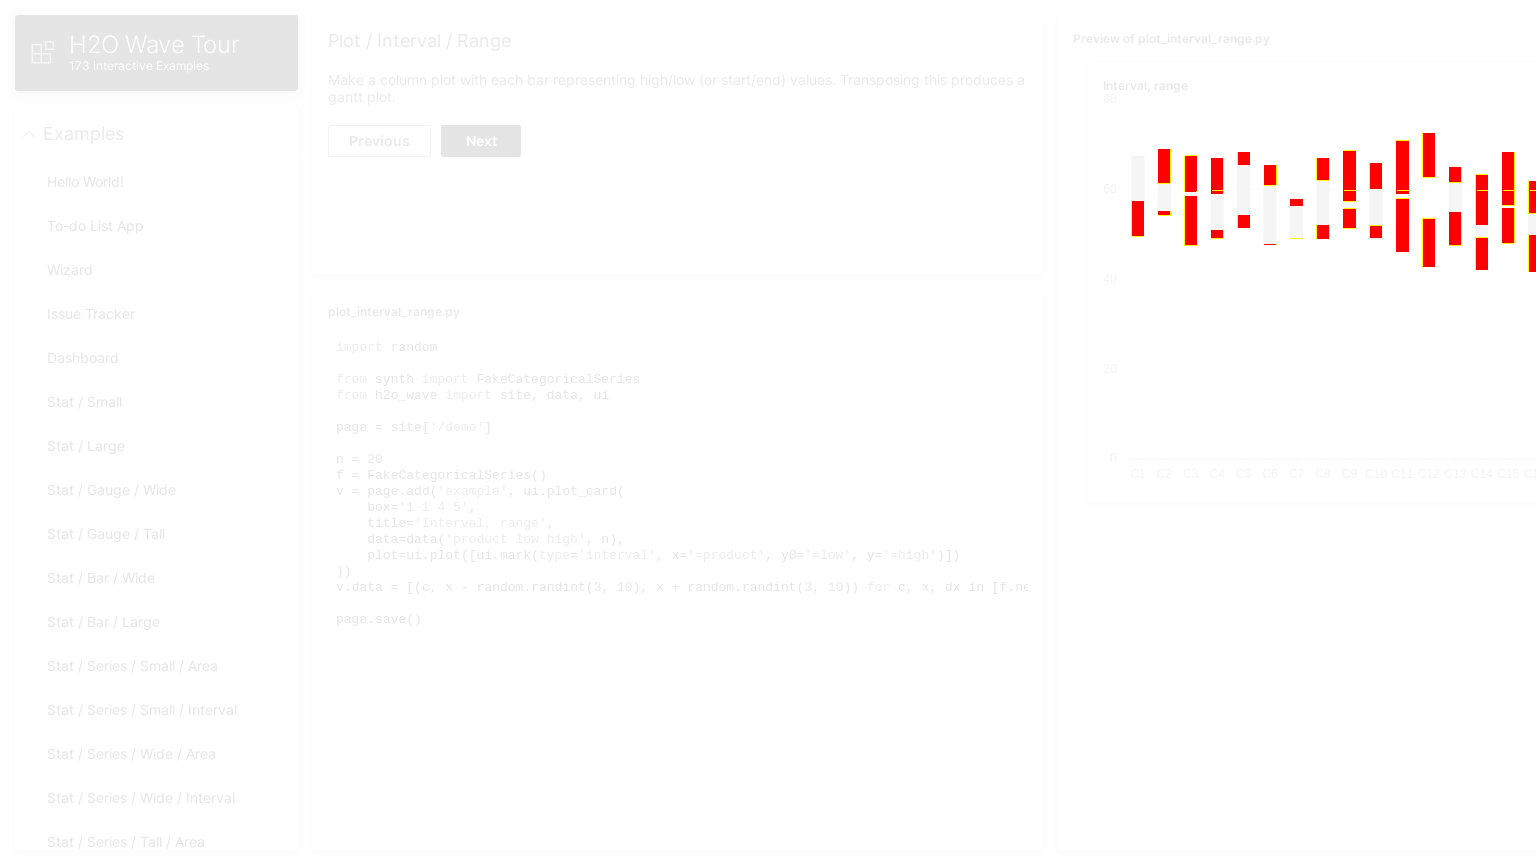 H2O Wave Tour
173 Interactive Examples
Examples
Hello World!
To-do List App
Wizard
Issue Tracker
Dashboard
Stat / Small
Stat / Large
Stat / Gauge / Wide
Stat / Gauge / Tall
Stat / Bar / Wide
Stat / Bar / Large
Stat / Series / Small / Area
Stat / Series / Small / Interval
Stat / Series / Wide / Area
Stat / Series / Wide / Interval
Stat / Series / Tall / Area
Plot / Interval / Range
Make a column plot with each bar representing high/low (or start/end) values. Transposing this produces a
gantt plot.
Previous
Next
plot_interval_range.py
import random
from synth import FakeCategoricalSeries
from h2o_wave import site, data, ui
page = site['/demo']
n = 20
f = FakeCategoricalSeries()
v = page.add('example', ui.plot_card(
    box='1 1 4 5',
    title='Interval, range',
    data=data('product low high', n),
    plot=ui.plot([ui.mark(type='interval', x='=product', y0='=low', y='=high')])
))
v.data = [(c, x - random.randint(3, 10), x + random.randint(3, 10)) for c, x, dx in [f.ne
page.save()
Preview of plot_interval_range.py
Interval, range
80
60
40
20
0
C1 C2 C3 C4 C5 C6 C7 C8 C9 C10 C11 C12 C13 C14 C15